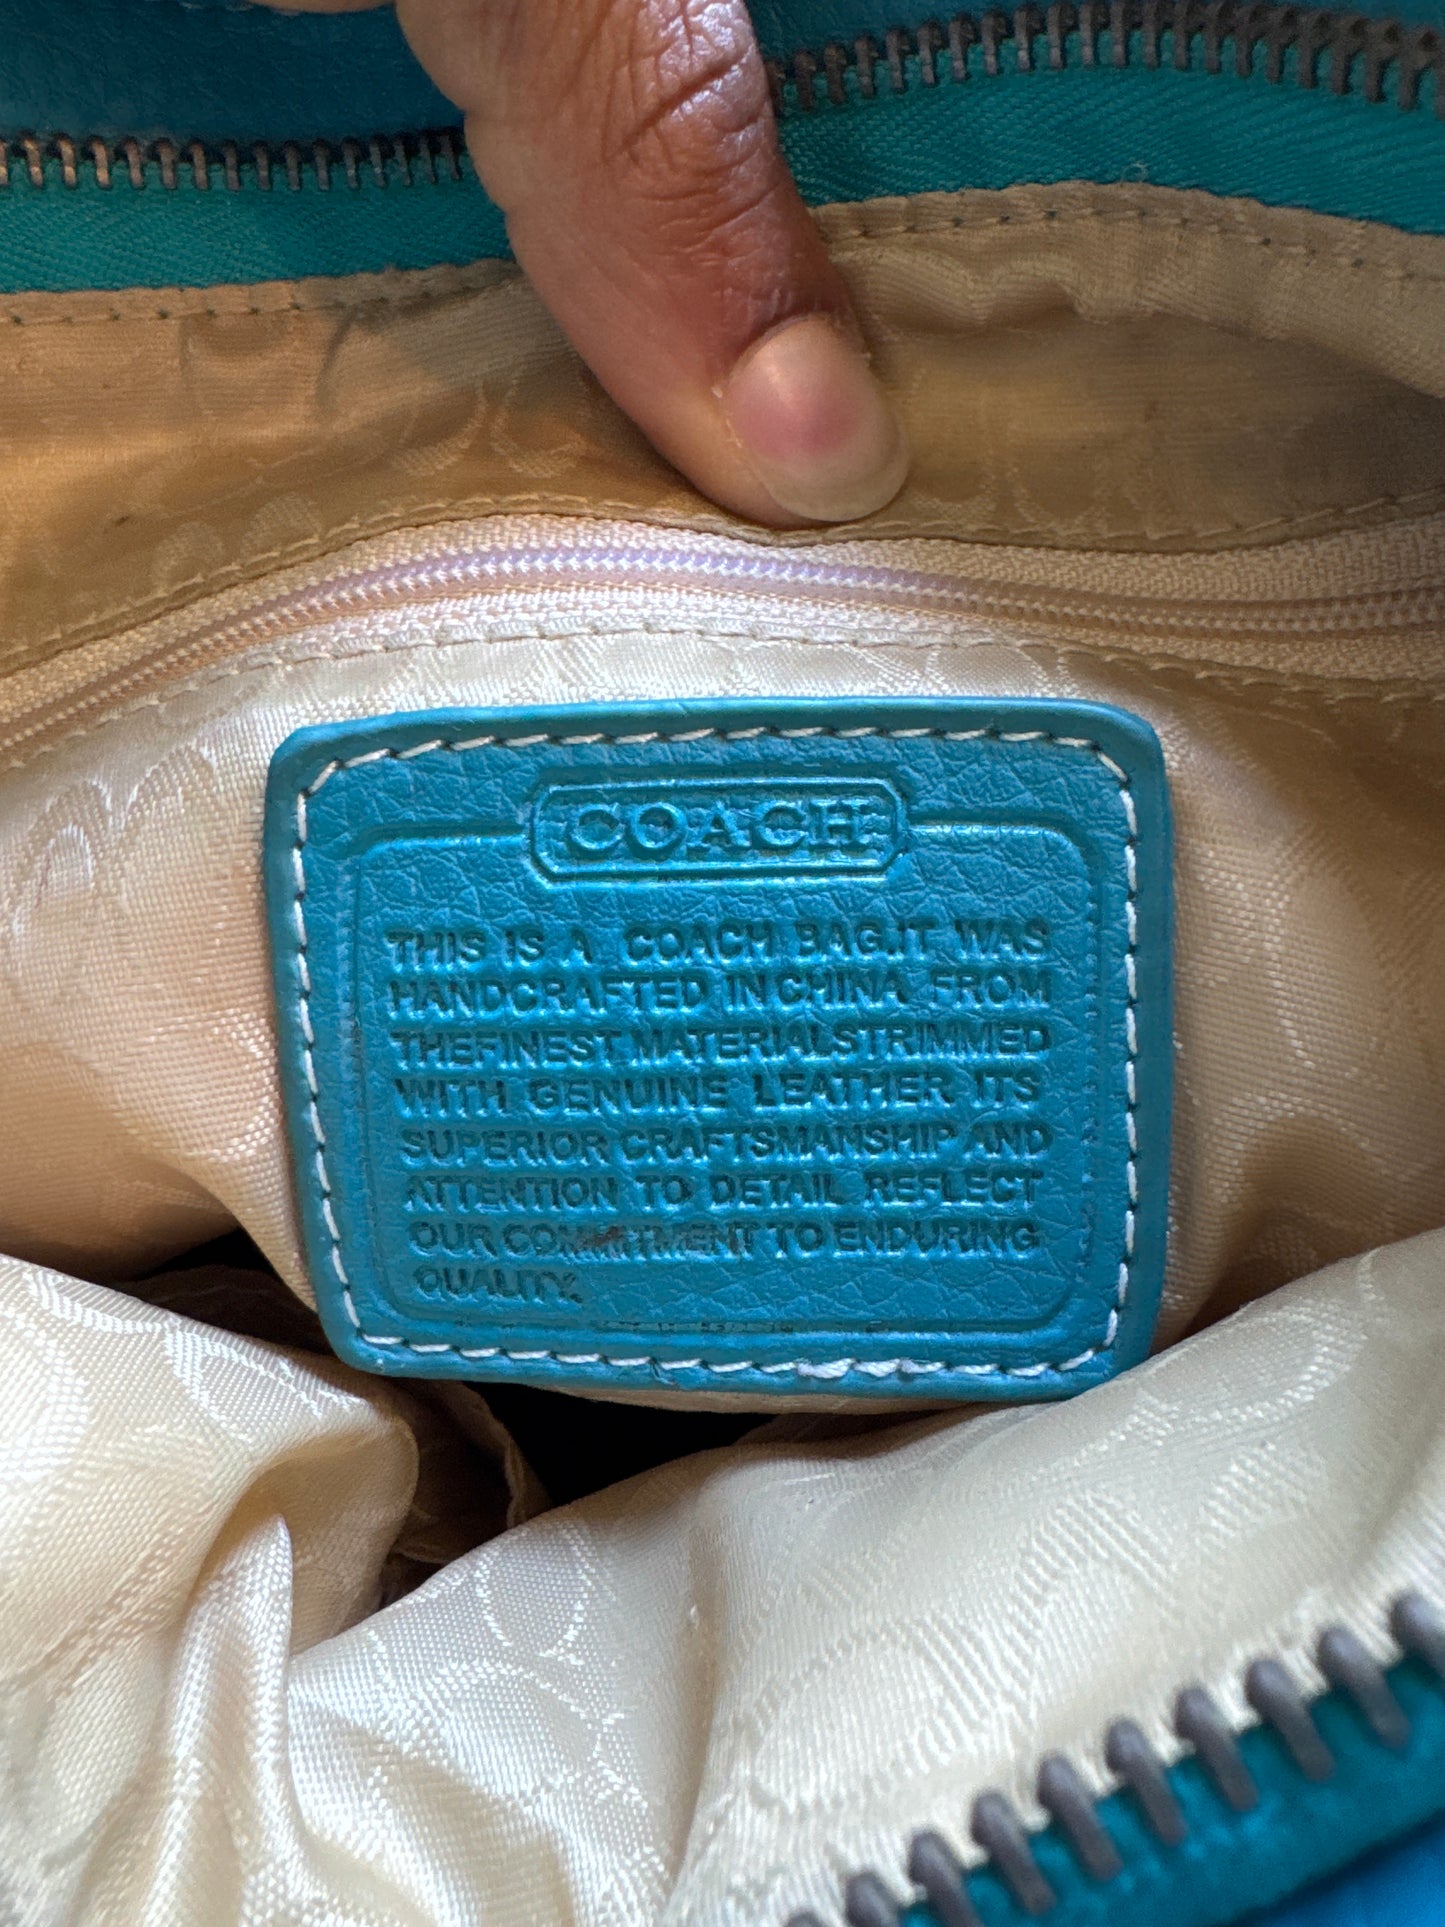 COACH
THIS IS A COACH BAG.IT WAS
HANDCRAFTED IN CHINA FROM
THEFINEST MATERIALSTRIMMED
WITH GENUINE LEATHER. ITS
SUPERIOR CRAFTSMANSHIP AND
ATTENTION TO DETAIL REFLECT
OUR COMMITMENT TO ENDURING
QUALITY.